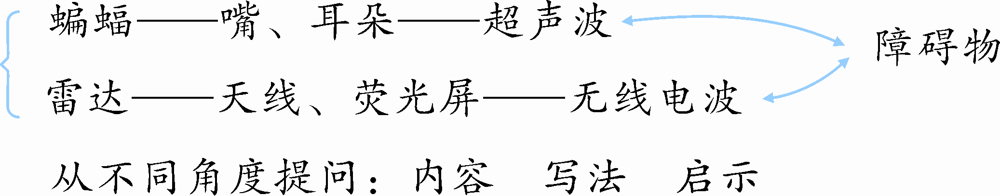 蝙蝠——嘴、耳朵——超声波
障碍物
雷达——天线、荧光屏——无线电波
从不同角度提问：内容 写法 启示